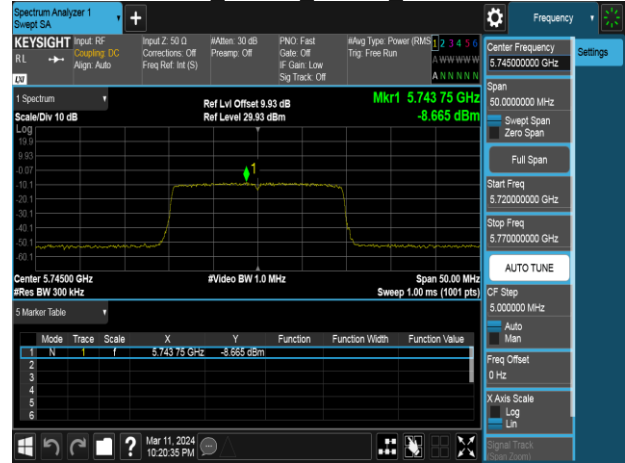 Spectrum Analyzer 1
Swept SA
+
Frequency
KEYSIGHT
R L
LXI
Input: RF
Coupling: DC
Align: Auto
Input Z: 50 Ω
Corrections: Off
Freq Ref: Int (S)
#Atten: 30 dB
Preamp: Off
PNO: Fast
Gate: Off
IF Gain: Low
Sig Track: Off
#Avg Type: Power (RMS
Trig: Free Run
1 2 3 4 5 6
A W W W W W
A N N N N N
Center Frequency
5.745000000 GHz
Settings
Span
50.0000000 MHz
Swept Span
Zero Span
Full Span
Start Freq
5.720000000 GHz
Stop Freq
5.770000000 GHz
AUTO TUNE
CF Step
5.000000 MHz
Auto
Man
Freq Offset
0 Hz
X Axis Scale
Log
Lin
Signal Track
(Span Zoom)
1 Spectrum
Scale/Div 10 dB
Ref Lvl Offset 9.93 dB
Ref Level 29.93 dBm
Mkr1 5.743 75 GHz
-8.665 dBm
Log
19.9
9.93
-0.07
-10.1
-20.1
-30.1
-40.1
-50.1
-60.1
1
Center 5.74500 GHz
#Res BW 300 kHz
#Video BW 1.0 MHz
Span 50.00 MHz
Sweep 1.00 ms (1001 pts)
5 Marker Table
Mode Trace Scale X Y Function Function Width Function Value
1 N 1 f 5.743 75 GHz -8.665 dBm
2
3
4
5
6
?
Mar 11, 2024
10:20:35 PM